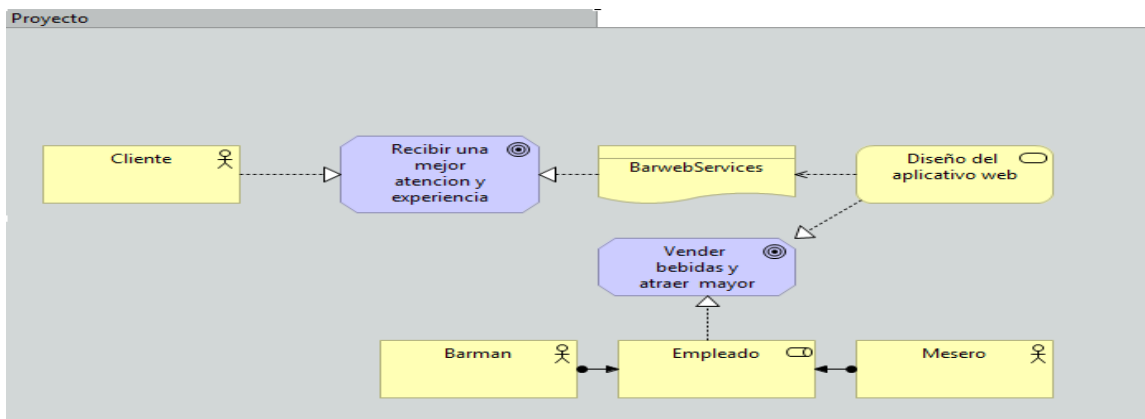 Proyecto
Cliente
Recibir una
mejor
atencion y
experiencia
BarwebServices
Diseño del
aplicativo web
Vender
bebidas y
atraer mayor
Barman
Empleado
Mesero